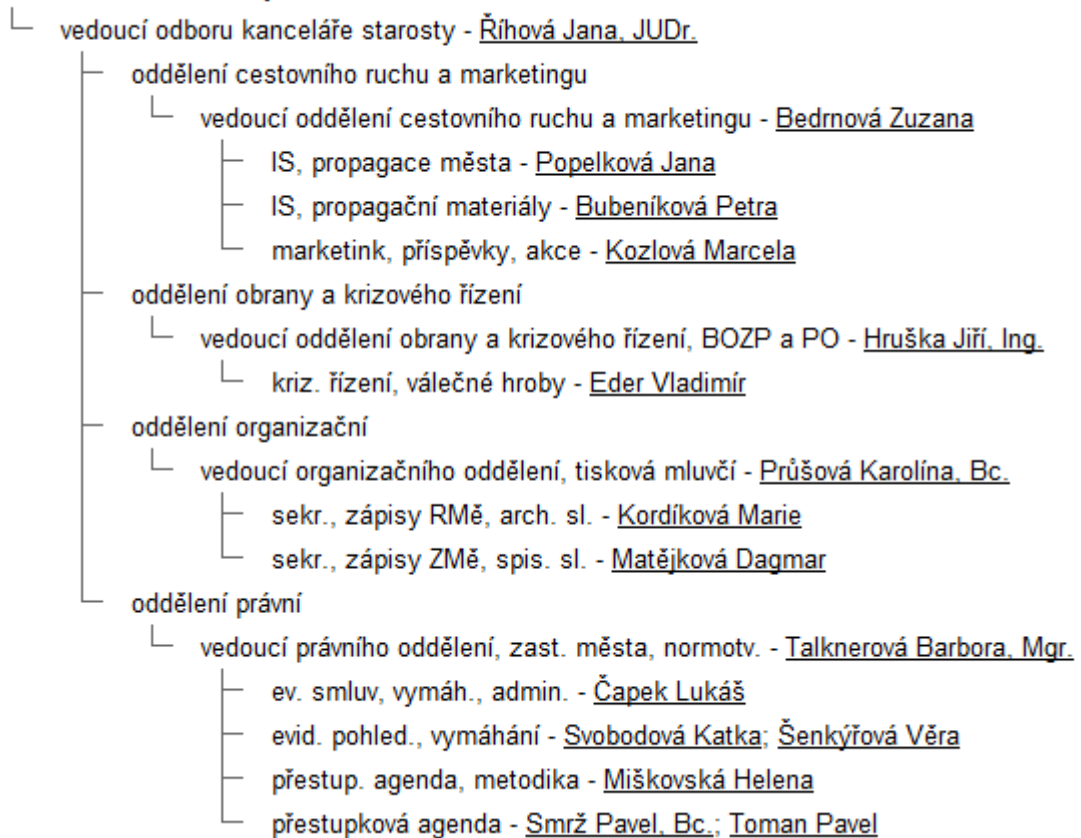 vedoucí odboru kanceláře starosty - Říhová Jana, JUDr.
oddělení cestovního ruchu a marketingu
vedoucí oddělení cestovního ruchu a marketingu - Bedrnová Zuzana
IS, propagace města - Popelková Jana
IS, propagační materiály - Bubeníková Petra
marketink, příspěvky, akce - Kozlová Marcela
oddělení obrany a krizového řízení
vedoucí oddělení obrany a krizového řízení, BOZP a PO - Hruška Jiří, Ing.
kriz. řízení, válečné hroby - Eder Vladimír
oddělení organizační
vedoucí organizačního oddělení, tisková mluvčí - Průšová Karolína, Bc.
sekr., zápisy RMě, arch. sl. - Kordíková Marie
sekr., zápisy ZMě, spis. sl. - Matějková Dagmar
oddělení právní
vedoucí právního oddělení, zast. města, normotv. - Talknerová Barbora, Mgr.
ev. smluv, vymáh., admin. - Čapek Lukáš
evid. pohled., vymáhání - Svobodová Katka; Šenkýřová Věra
přestup. agenda, metodika - Miškovská Helena
přestupková agenda - Smrž Pavel, Bc.; Toman Pavel